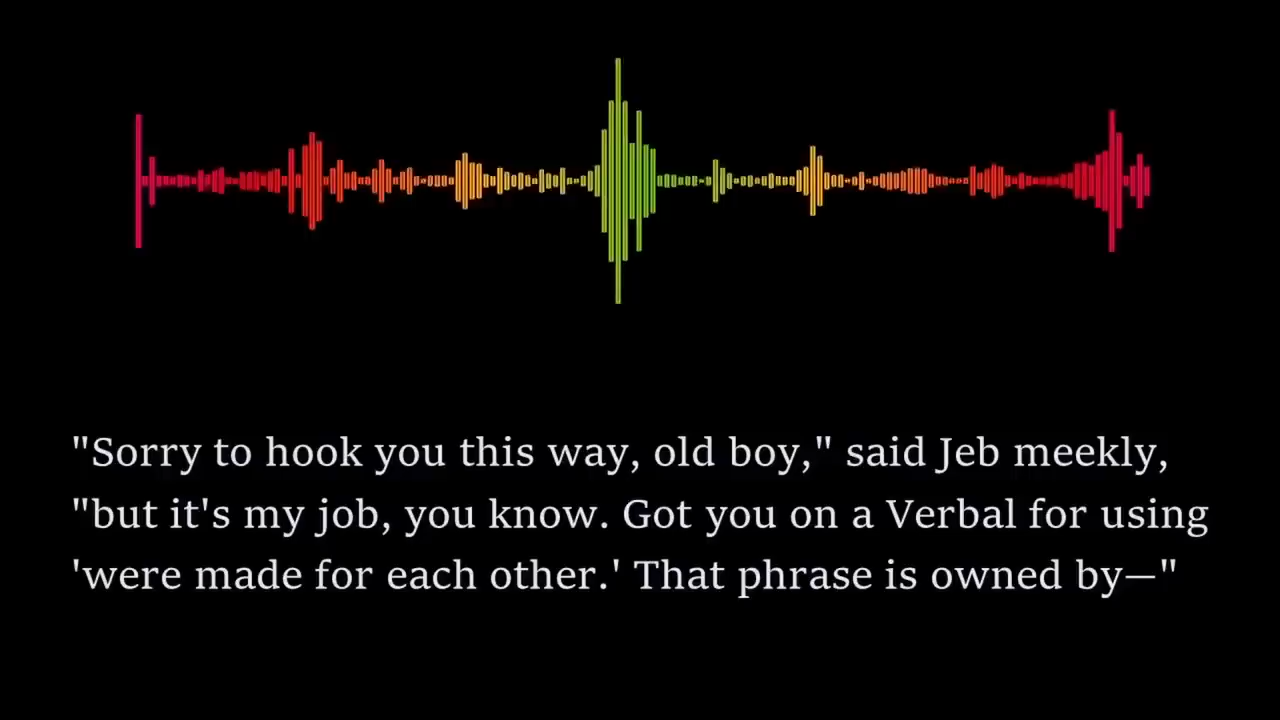 "Sorry to hook you this way, old boy," said Jeb meekly,
"but it's my job, you know. Got you on a Verbal for using
'were made for each other.' That phrase is owned by—"